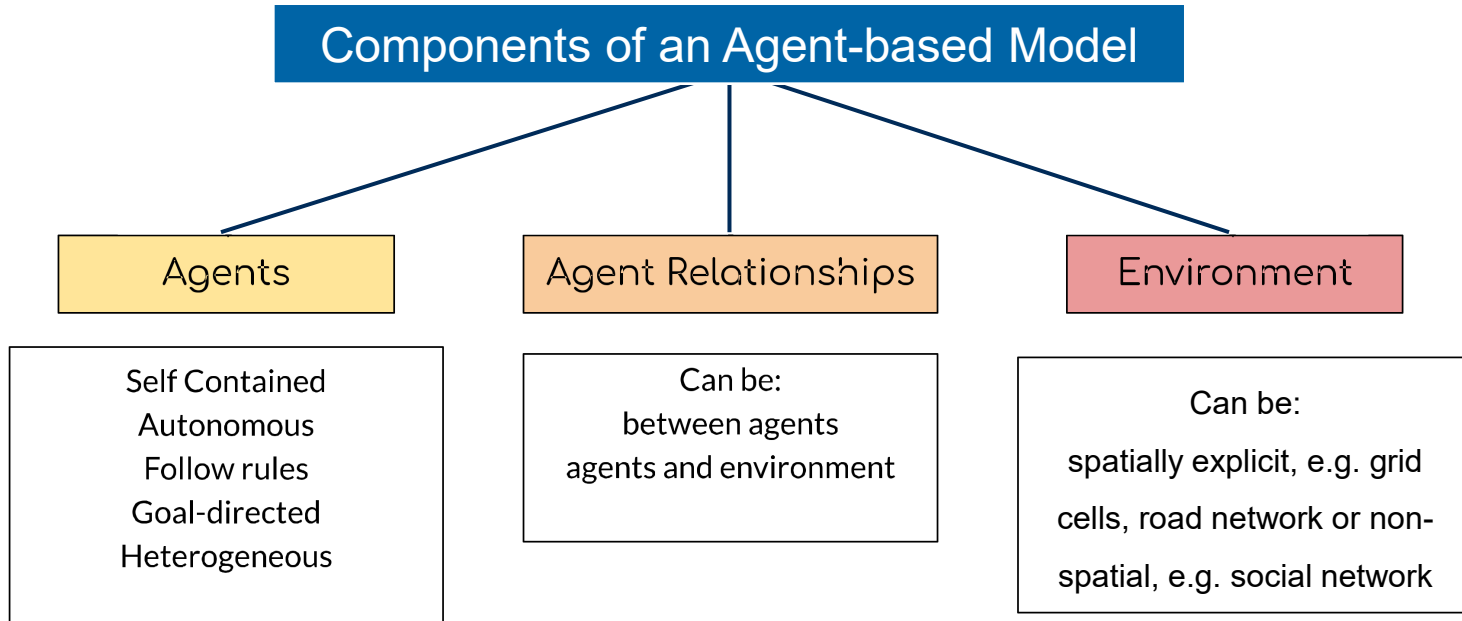 Components of an Agent-based Model
Agents
Self Contained
Autonomous
Follow rules
Goal-directed
Heterogeneous
Agent Relationships
Can be:
between agents
agents and environment
Environment
Can be:
spatially explicit, e.g. grid
cells, road network or non-
spatial, e.g. social network